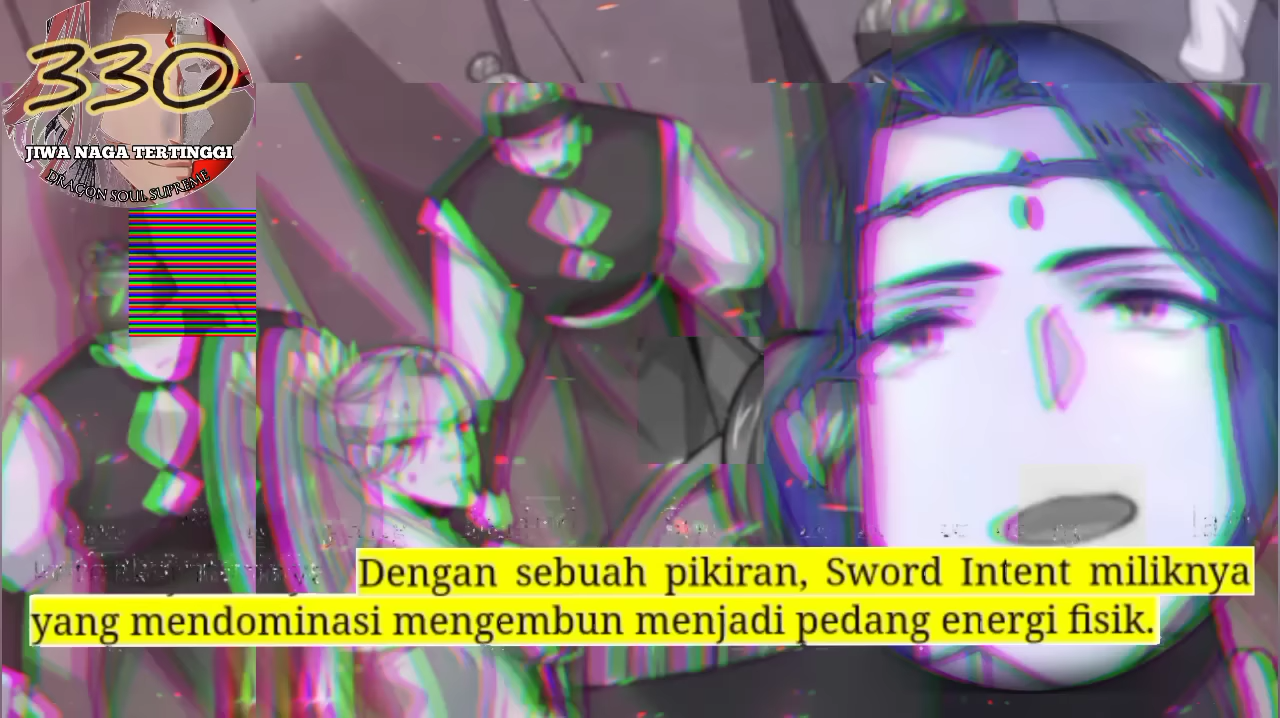 330
JIWA NAGA TERTINGGI
DRAGON SOUL SUPREME
Dengan sebuah pikiran, Sword Intent miliknya
yang mendominasi mengembun menjadi pedang energi fisik.